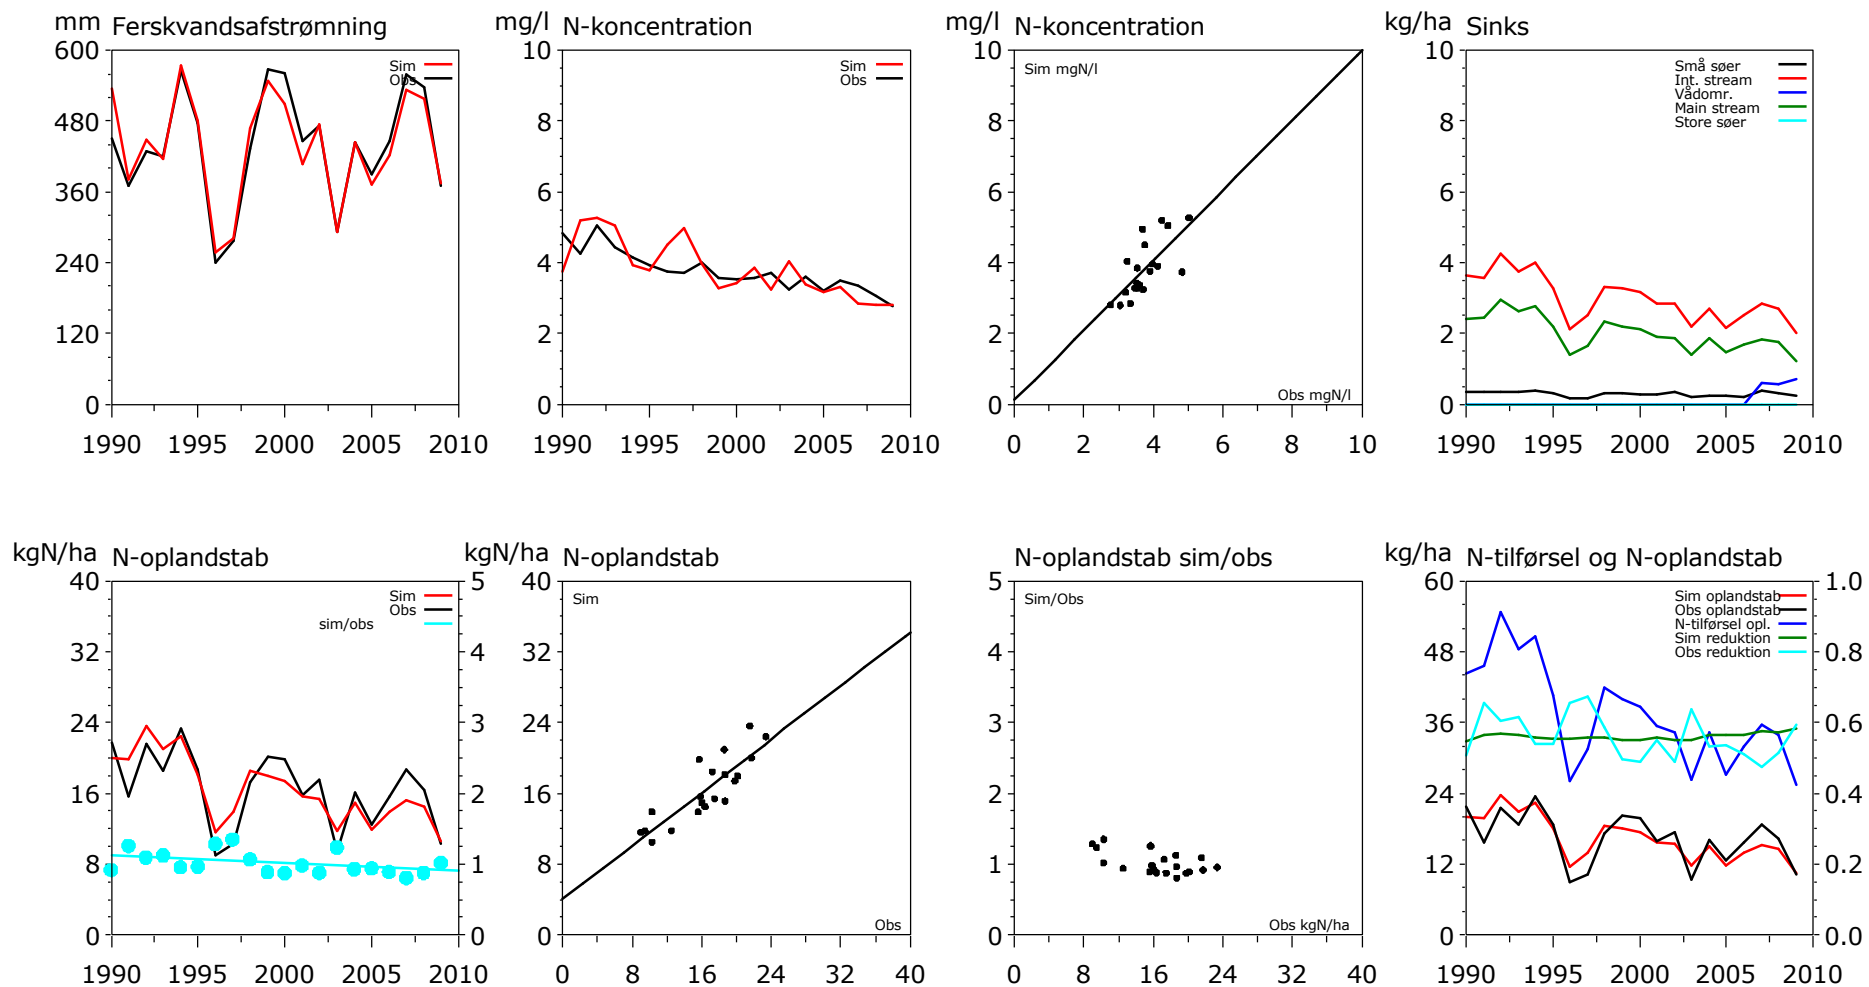 mm Ferskvandsafstrømning
600
480
360
240
120
0
1990 1995 2000 2005 2010
Sim
Obs
mg/l N-koncentration
10
8
6
4
2
0
1990 1995 2000 2005 2010
Sim
Obs
mg/l N-koncentration
Sim mgN/l
10
8
6
4
2
0
Obs mgN/l
0 2 4 6 8 10
kg/ha Sinks
10
8
6
4
2
0
1990 1995 2000 2005 2010
Små søer
Int. stream
Vådomr.
Main stream
Store søer
kgN/ha N-oplandstab
40
32
24
16
8
0
5
4
3
2
1
0
1990 1995 2000 2005 2010
Sim
Obs
sim/obs
kgN/ha N-oplandstab
Sim
40
32
24
16
8
0
Obs
0 8 16 24 32 40
N-oplandstab sim/obs
Sim/Obs
5
4
3
2
1
0
Obs kgN/ha
0 8 16 24 32 40
kg/ha N-tilførsel og N-oplandstab
60
48
36
24
12
0
1.0
0.8
0.6
0.4
0.2
0.0
1990 1995 2000 2005 2010
Sim oplandstab
Obs oplandstab
N-tilførsel opl.
Sim reduktion
Obs reduktion